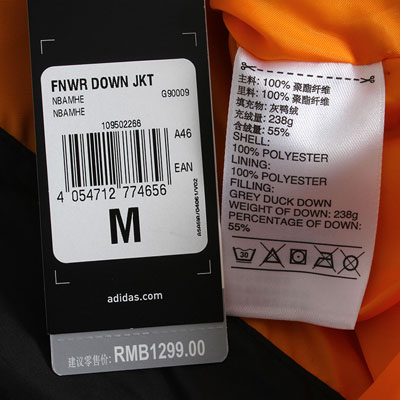 FNWR DOWN JKT
NBAMHE G90009
NBAMHE
109502286
A46
EAN
4 054712 774656
M
adidas.com
建议零售价: RMB1299.00
主料: 100% 聚酯纤维
里料: 100% 聚酯纤维
填充物: 灰鸭绒
充绒量: 238g
含绒量: 55%
SHELL:
100% POLYESTER
LINING:
100% POLYESTER
FILLING:
GREY DUCK DOWN
WEIGHT OF DOWN: 238g
PERCENTAGE OF DOWN:
55%
30